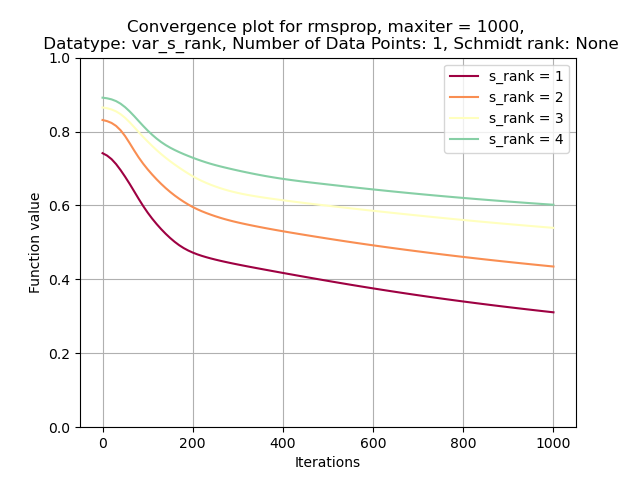 Convergence plot for rmsprop, maxiter = 1000,
Datatype: var_s_rank, Number of Data Points: 1, Schmidt rank: None
s_rank = 1
s_rank = 2
s_rank = 3
s_rank = 4
Function value
1.0
0.8
0.6
0.4
0.2
0.0
0 200 400 600 800 1000
Iterations